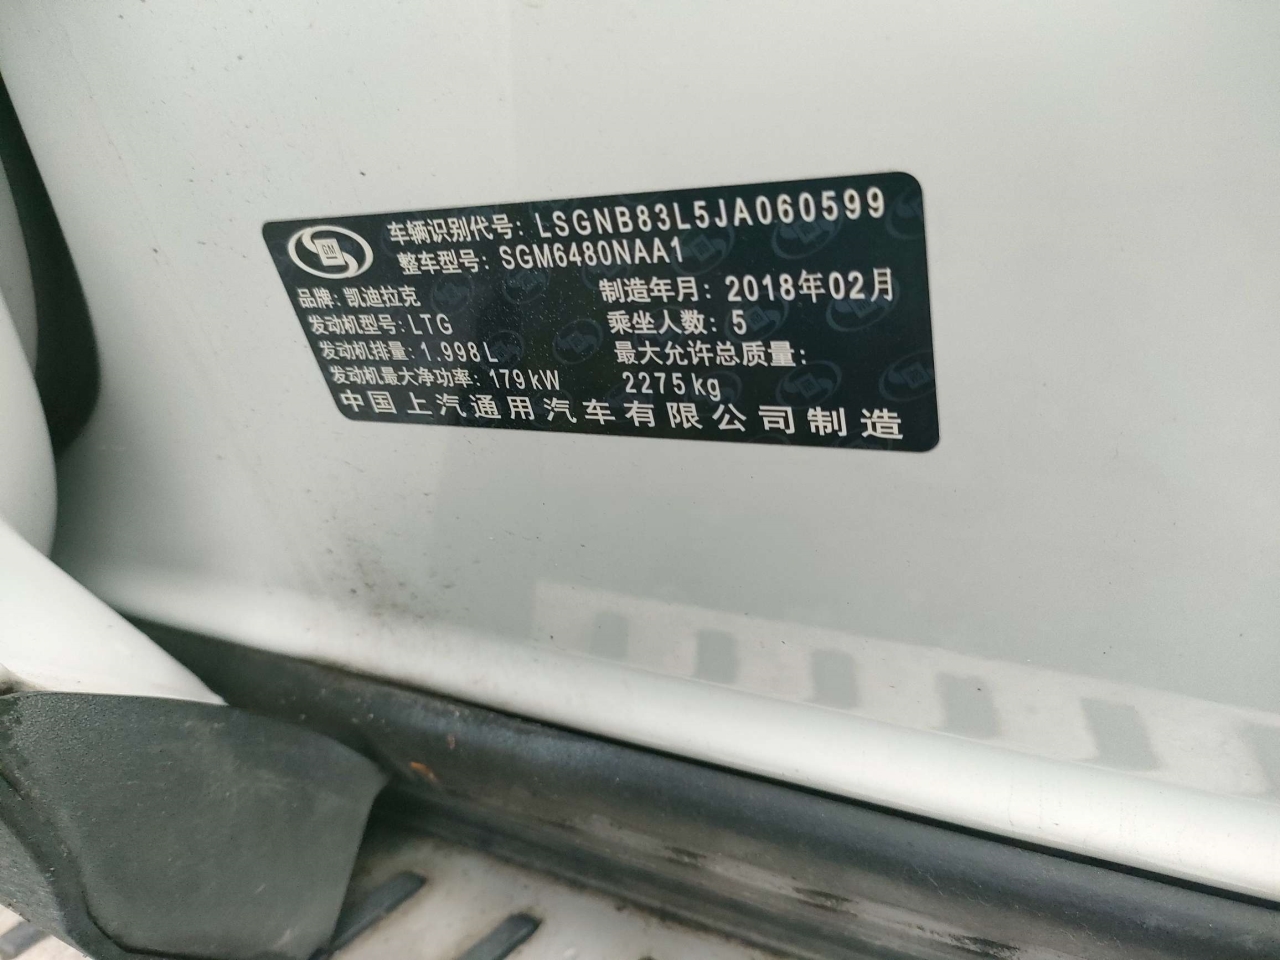 GM
车辆识别代号: LSGNB83L5JA060599
整车型号: SGM6480NAA1
品牌: 凯迪拉克 制造年月: 2018年02月
发动机型号: LTG 乘坐人数: 5
发动机排量: 1.998L 最大允许总质量:
发动机最大净功率: 179kW 2275kg
中国上汽通用汽车有限公司制造